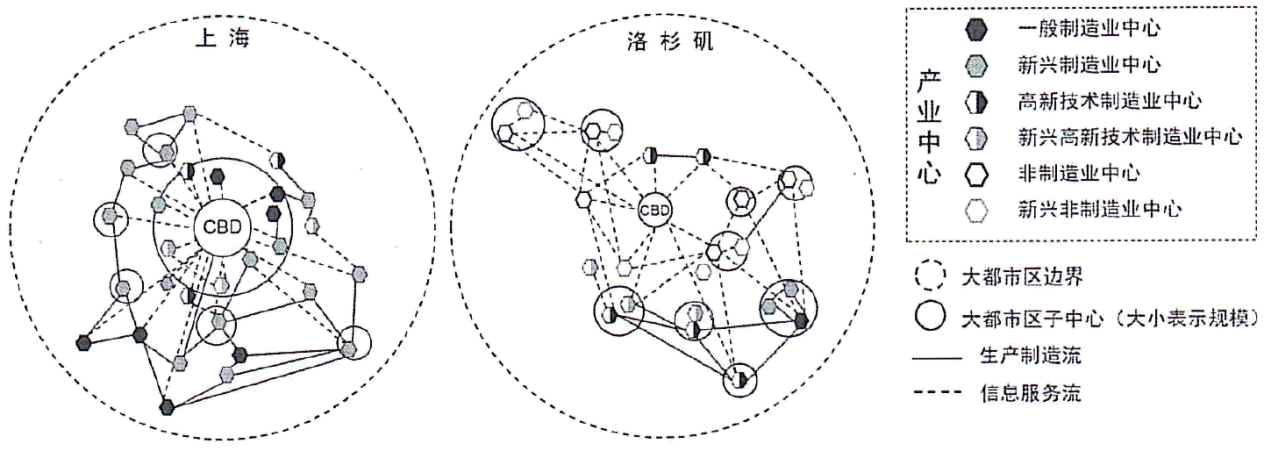 上海
CBD
洛杉矶
CBD
产业中心
一般制造业中心
新兴制造业中心
高新技术制造业中心
新兴高新技术制造业中心
非制造业中心
新兴非制造业中心
大都市区边界
大都市区子中心（大小表示规模）
生产制造流
信息服务流